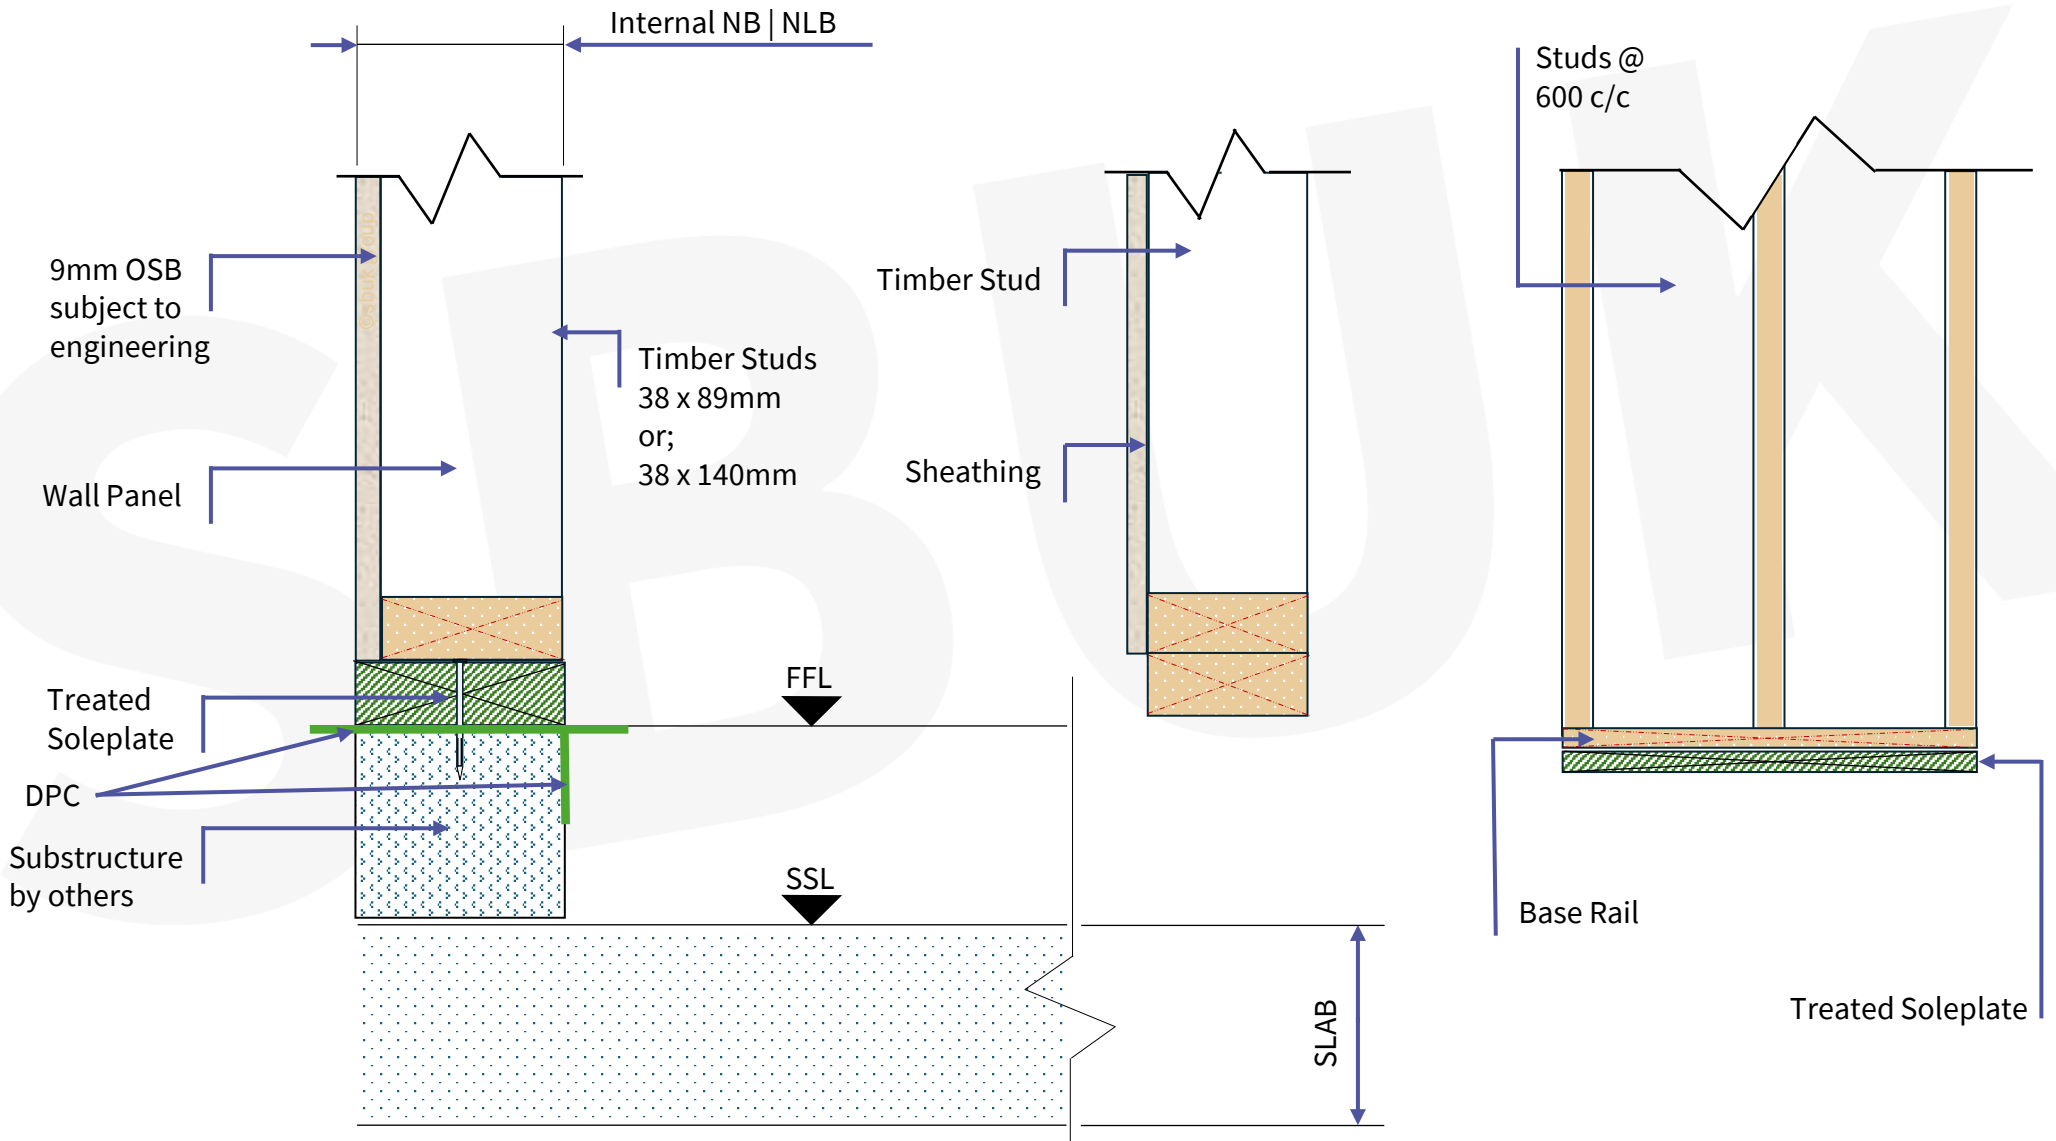 Internal NB | NLB
Studs @
600 c/c
9mm OSB
subject to
engineering
Timber Stud
Timber Studs
38 x 89mm
or;
38 x 140mm
Wall Panel
Sheathing
Treated
Soleplate
FFL
DPC
Substructure
by others
SSL
Base Rail
SLAB
Treated Soleplate
SBUK